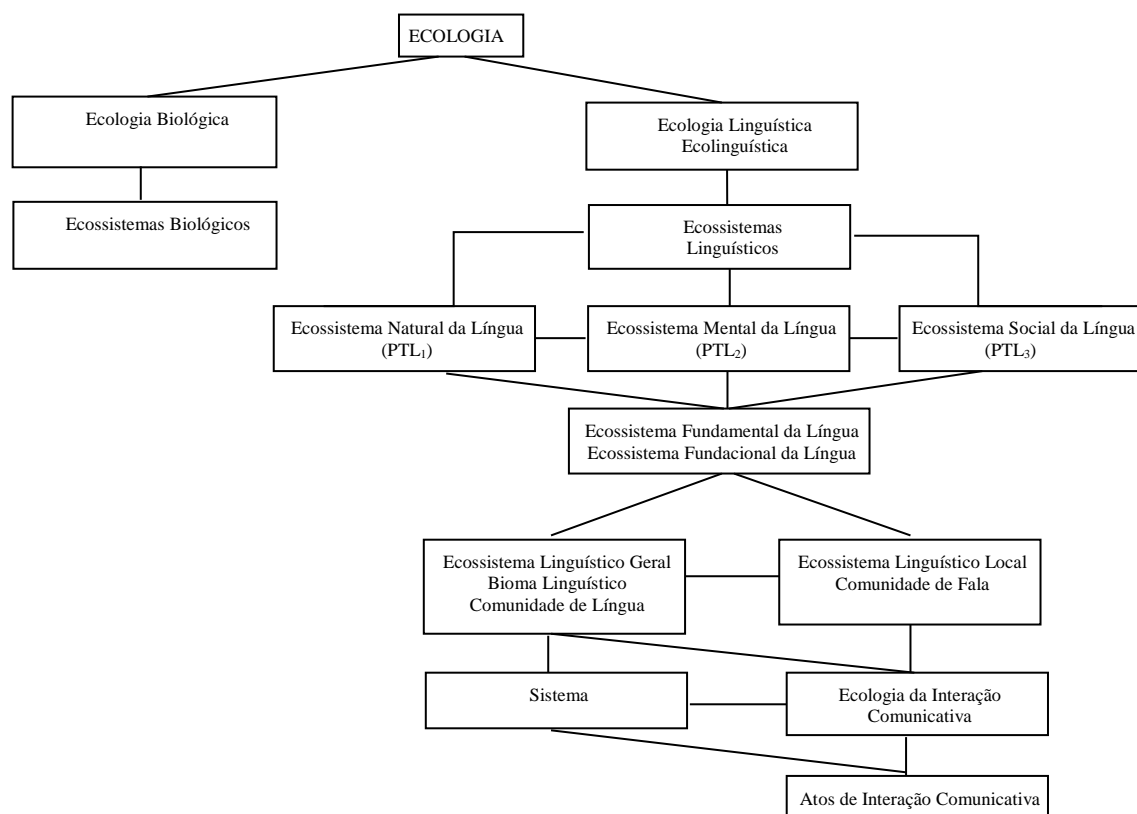 ECOLOGIA
Ecologia Biológica
Ecologia Linguística
Ecolinguística
Ecossistemas Biológicos
Ecossistemas
Linguísticos
Ecossistema Natural da Língua
(PTL₁)
Ecossistema Mental da Língua
(PTL₂)
Ecossistema Social da Língua
(PTL₃)
Ecossistema Fundamental da Língua
Ecossistema Fundacional da Língua
Ecossistema Linguístico Geral
Bioma Linguístico
Comunidade de Língua
Ecossistema Linguístico Local
Comunidade de Fala
Sistema
Ecologia da Interação
Comunicativa
Atos de Interação Comunicativa